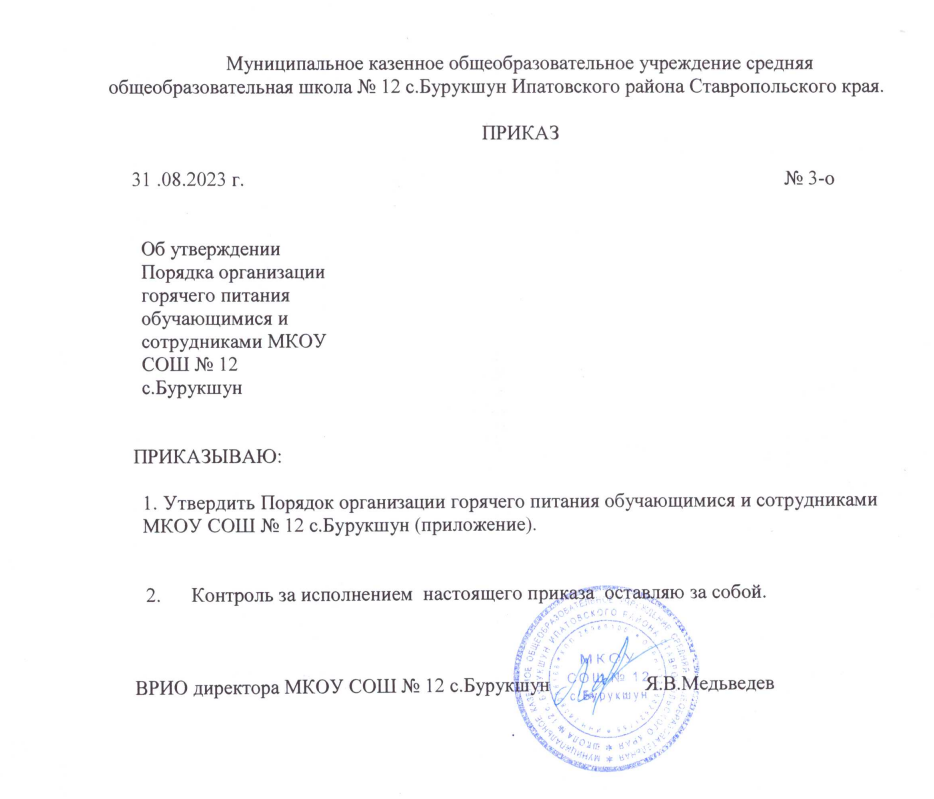 Муниципальное казенное общеобразовательное учреждение средняя
общеобразовательная школа № 12 с.Бурукшун Ипатовского района Ставропольского края.
ПРИКАЗ
31 .08.2023 г. № 3-о
Об утверждении
Порядка организации
горячего питания
обучающимися и
сотрудниками МКОУ
СОШ № 12
с.Бурукшун
ПРИКАЗЫВАЮ:
1. Утвердить Порядок организации горячего питания обучающимися и сотрудниками
МКОУ СОШ № 12 с.Бурукшун (приложение).
2. Контроль за исполнением настоящего приказа оставляю за собой.
ВРИО директора МКОУ СОШ № 12 с.Бурукшун Я.В.Медьведев
МКОУ
СОШ № 12
с.Бурукшун